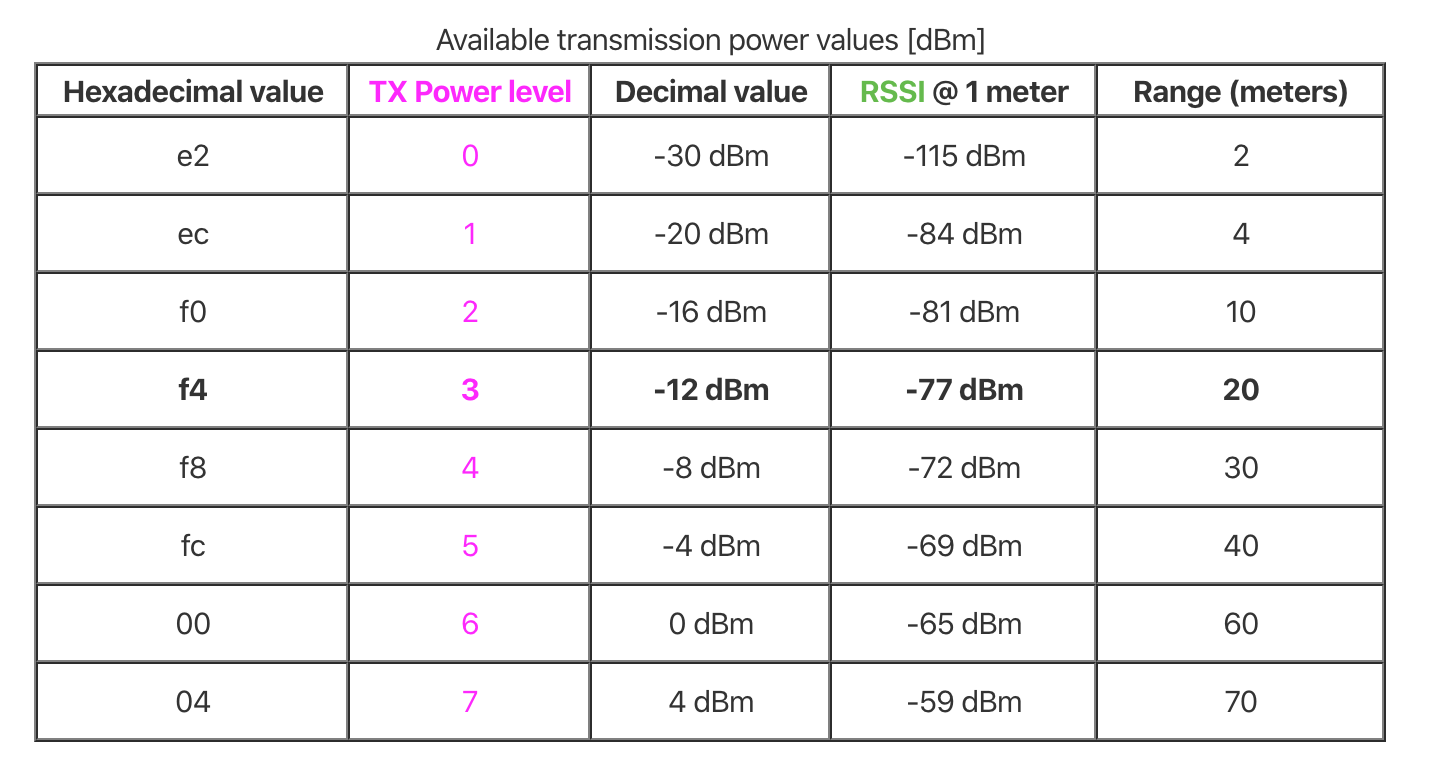 Available transmission power values [dBm]
Hexadecimal value TX Power level Decimal value RSSI @ 1 meter Range (meters)
e2 0 -30 dBm -115 dBm 2
ec 1 -20 dBm -84 dBm 4
f0 2 -16 dBm -81 dBm 10
f4 3 -12 dBm -77 dBm 20
f8 4 -8 dBm -72 dBm 30
fc 5 -4 dBm -69 dBm 40
00 6 0 dBm -65 dBm 60
04 7 4 dBm -59 dBm 70